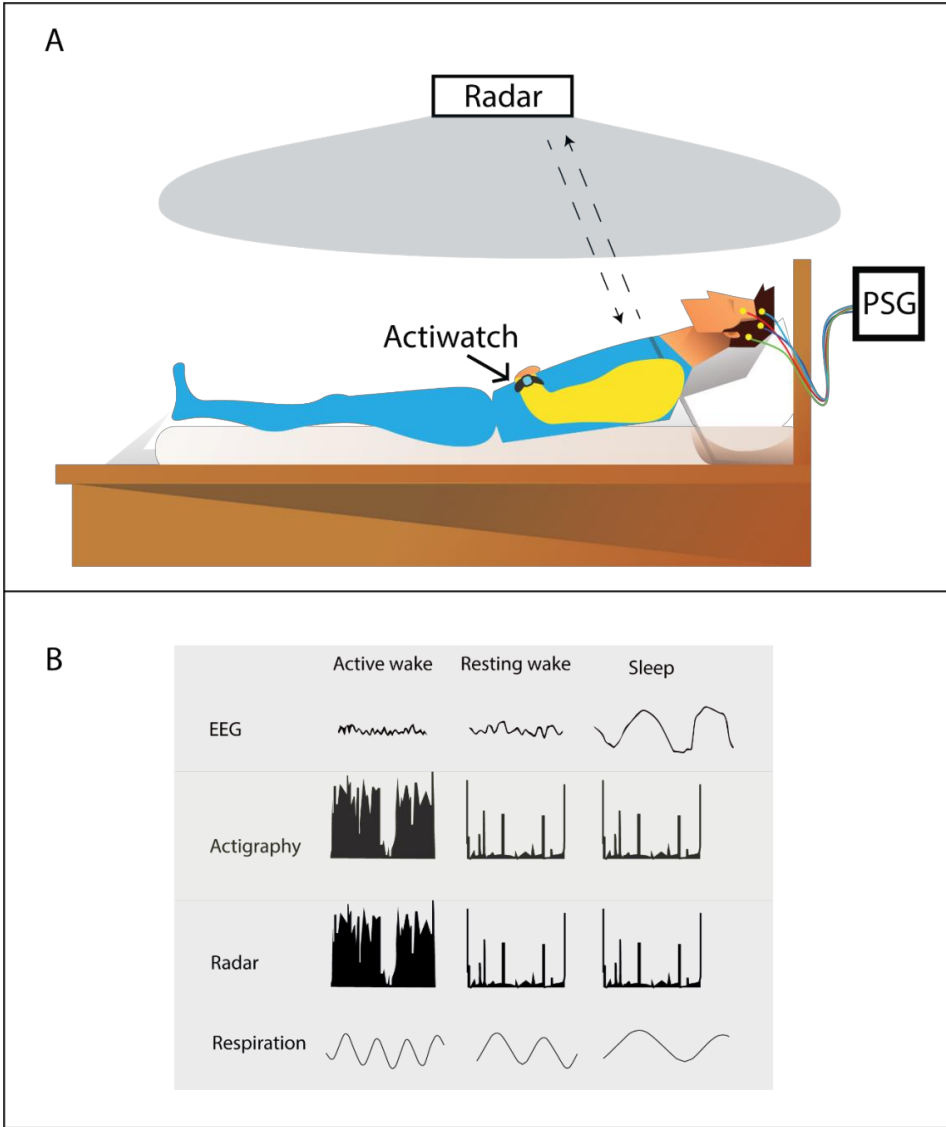 A
Radar
PSG
Actiwatch
B
Active wake Resting wake Sleep
EEG
Actigraphy
Radar
Respiration